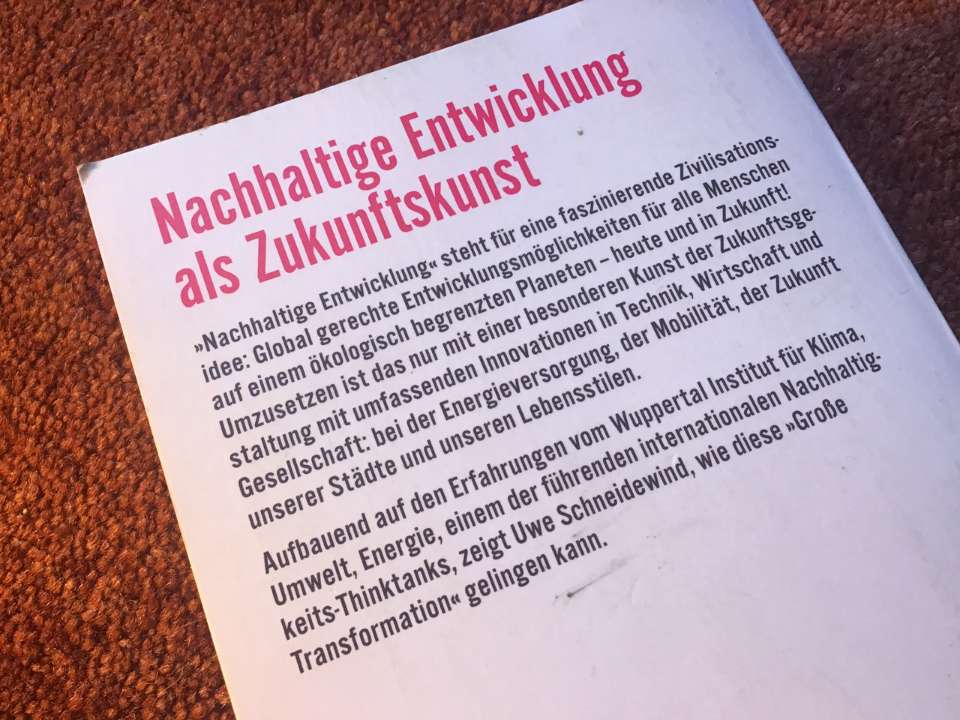 Nachhaltige Entwicklung
als Zukunftskunst
»Nachhaltige Entwicklung« steht für eine faszinierende Zivilisations-
idee: Global gerechte Entwicklungsmöglichkeiten für alle Menschen
auf einem ökologisch begrenzten Planeten – heute und in Zukunft!
Umzusetzen ist das nur mit einer besonderen Kunst der Zukunftsge-
staltung mit umfassenden Innovationen in Technik, Wirtschaft und
Gesellschaft: bei der Energieversorgung, der Mobilität, der Zukunft
unserer Städte und unseren Lebensstilen.
Aufbauend auf den Erfahrungen vom Wuppertal Institut für Klima,
Umwelt, Energie, einem der führenden internationalen Nachhaltig-
keits-Thinktanks, zeigt Uwe Schneidewind, wie diese »Große
Transformation« gelingen kann.